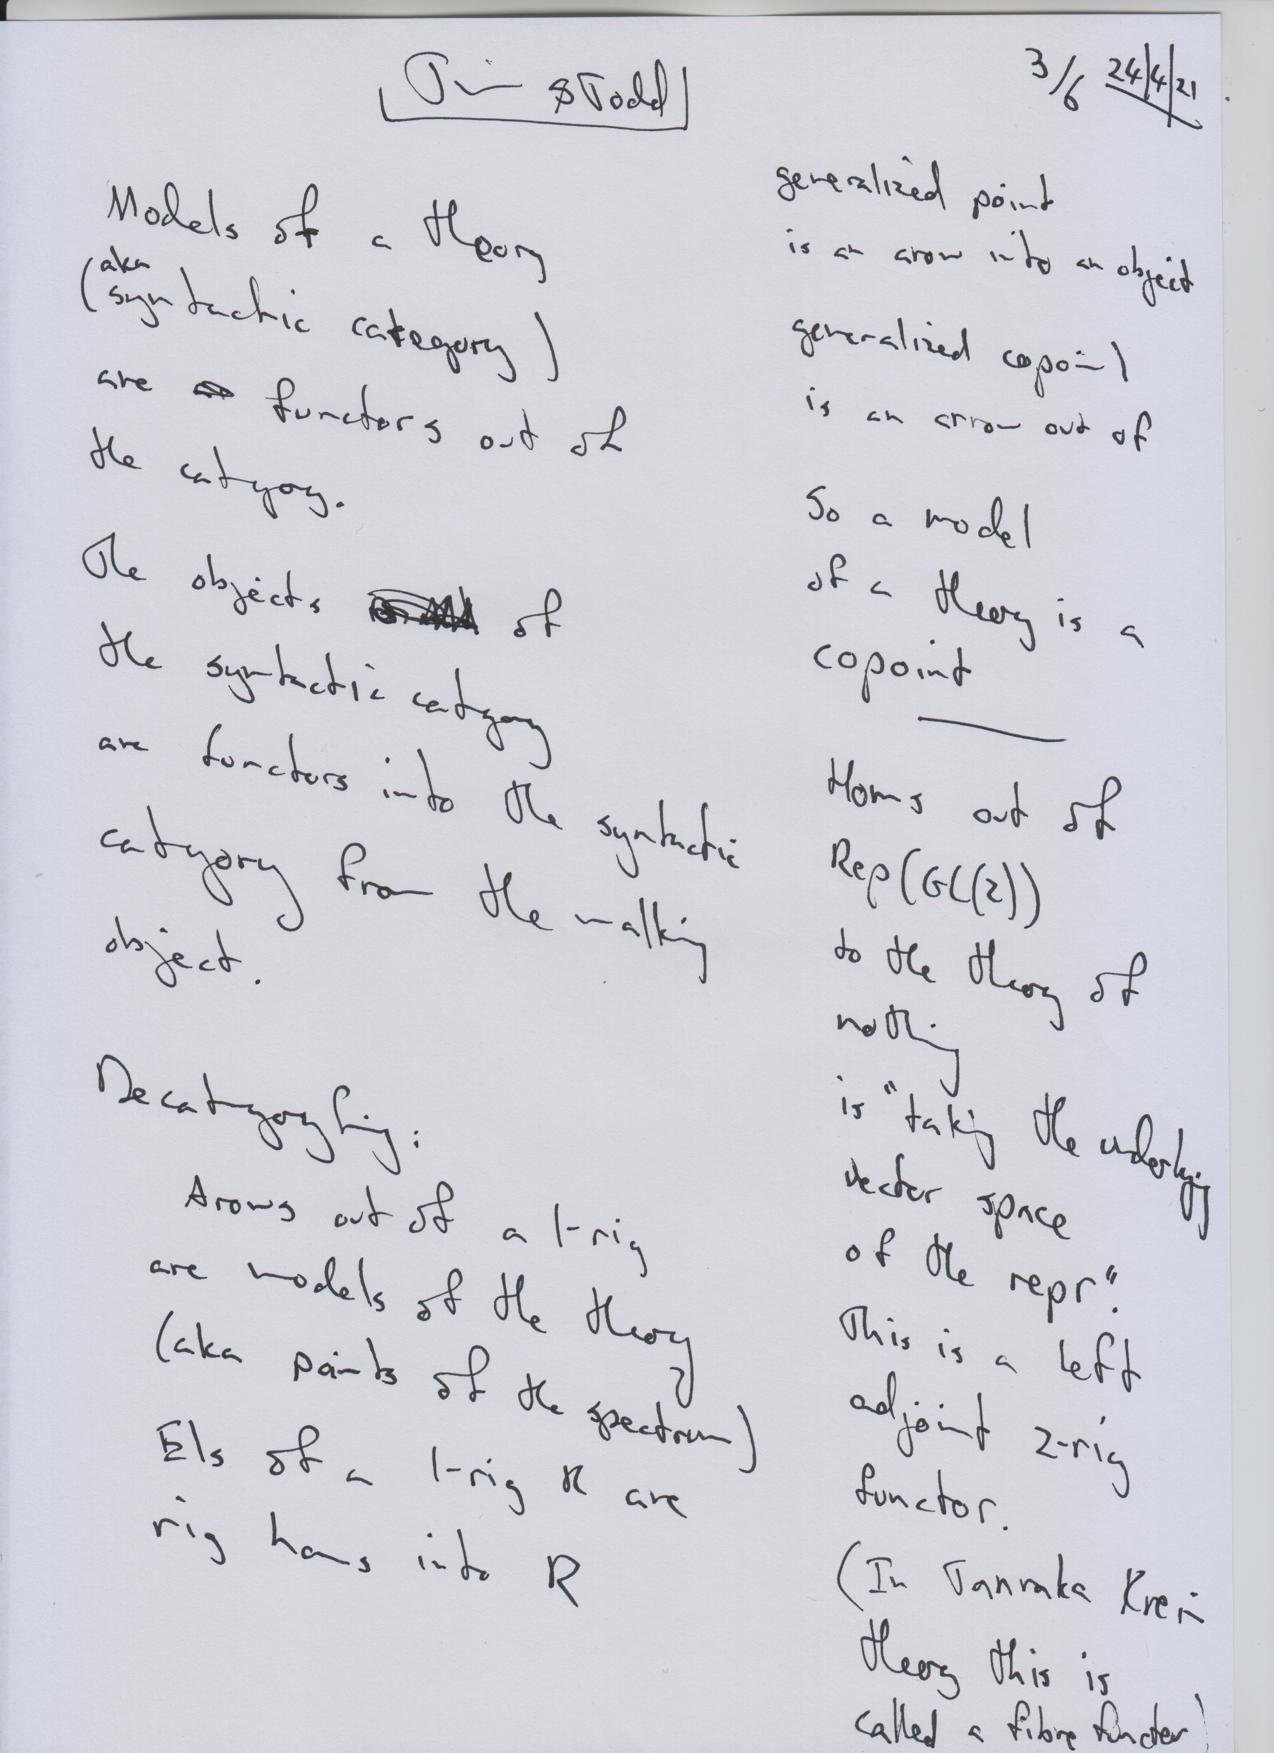 & Todd
3/6 24/4/21
Models of a theory
(aka
syntactic category)
are functors out of
the category.
The objects of
the syntactic category
are functors into the syntactic
category from the walking
object.
Decategorifying:
Arows out of a 1-rig
are models of the theory
(aka points of the spectrum)
Els of a 1-rig R are
rig homs into R
generalized point
is an arow into an object
generalized copoint
is an arrow out of
So a model
of a theory is a
copoint
Homs out of
Rep(GL(2))
to the theory of
nothing
is "taking the underlying
vector space
of the repr".
This is a left
adjoint 2-rig
functor.
(In Tannaka Krein
theory this is
called a fibre functor)